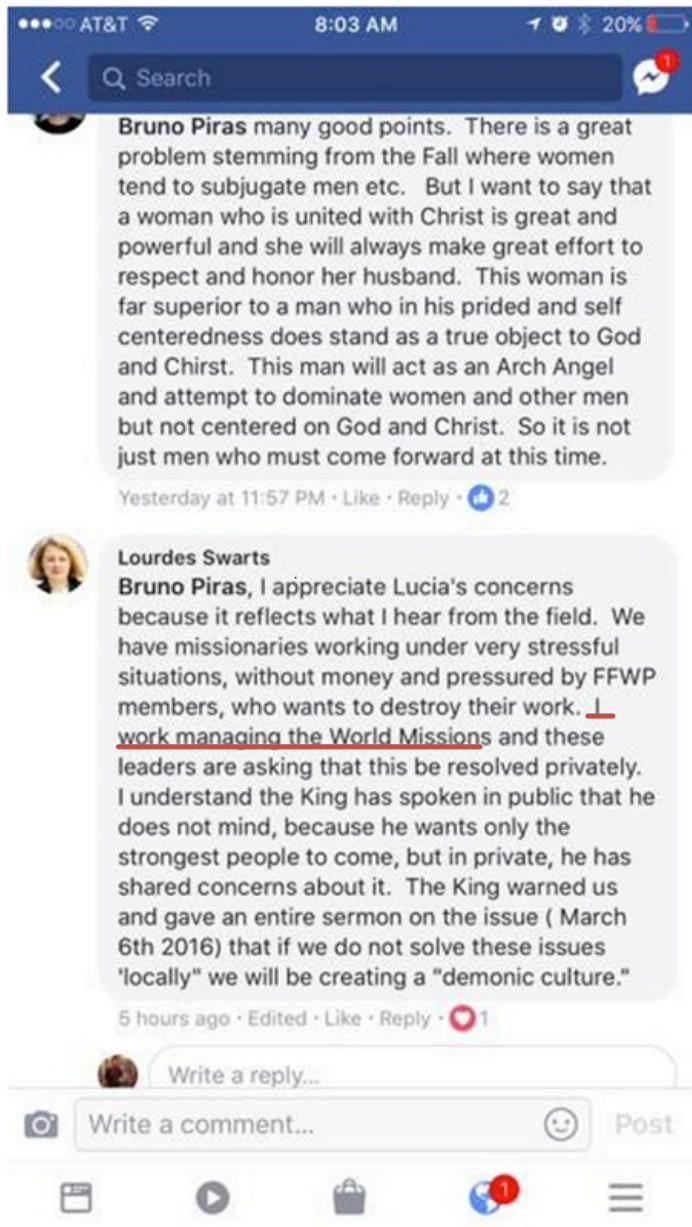 AT&T
8:03 AM
20%
Search
1
Bruno Piras many good points. There is a great
problem stemming from the Fall where women
tend to subjugate men etc. But I want to say that
a woman who is united with Christ is great and
powerful and she will always make great effort to
respect and honor her husband. This woman is
far superior to a man who in his prided and self
centeredness does stand as a true object to God
and Chirst. This man will act as an Arch Angel
and attempt to dominate women and other men
but not centered on God and Christ. So it is not
just men who must come forward at this time.
Yesterday at 11:57 PM · Like · Reply · 2
Lourdes Swarts
Bruno Piras, I appreciate Lucia's concerns
because it reflects what I hear from the field. We
have missionaries working under very stressful
situations, without money and pressured by FFWP
members, who wants to destroy their work. I
work managing the World Missions and these
leaders are asking that this be resolved privately.
I understand the King has spoken in public that he
does not mind, because he wants only the
strongest people to come, but in private, he has
shared concerns about it. The King warned us
and gave an entire sermon on the issue ( March
6th 2016) that if we do not solve these issues
'locally" we will be creating a "demonic culture."
5 hours ago · Edited · Like · Reply · 1
Write a reply...
Write a comment...
Post
1